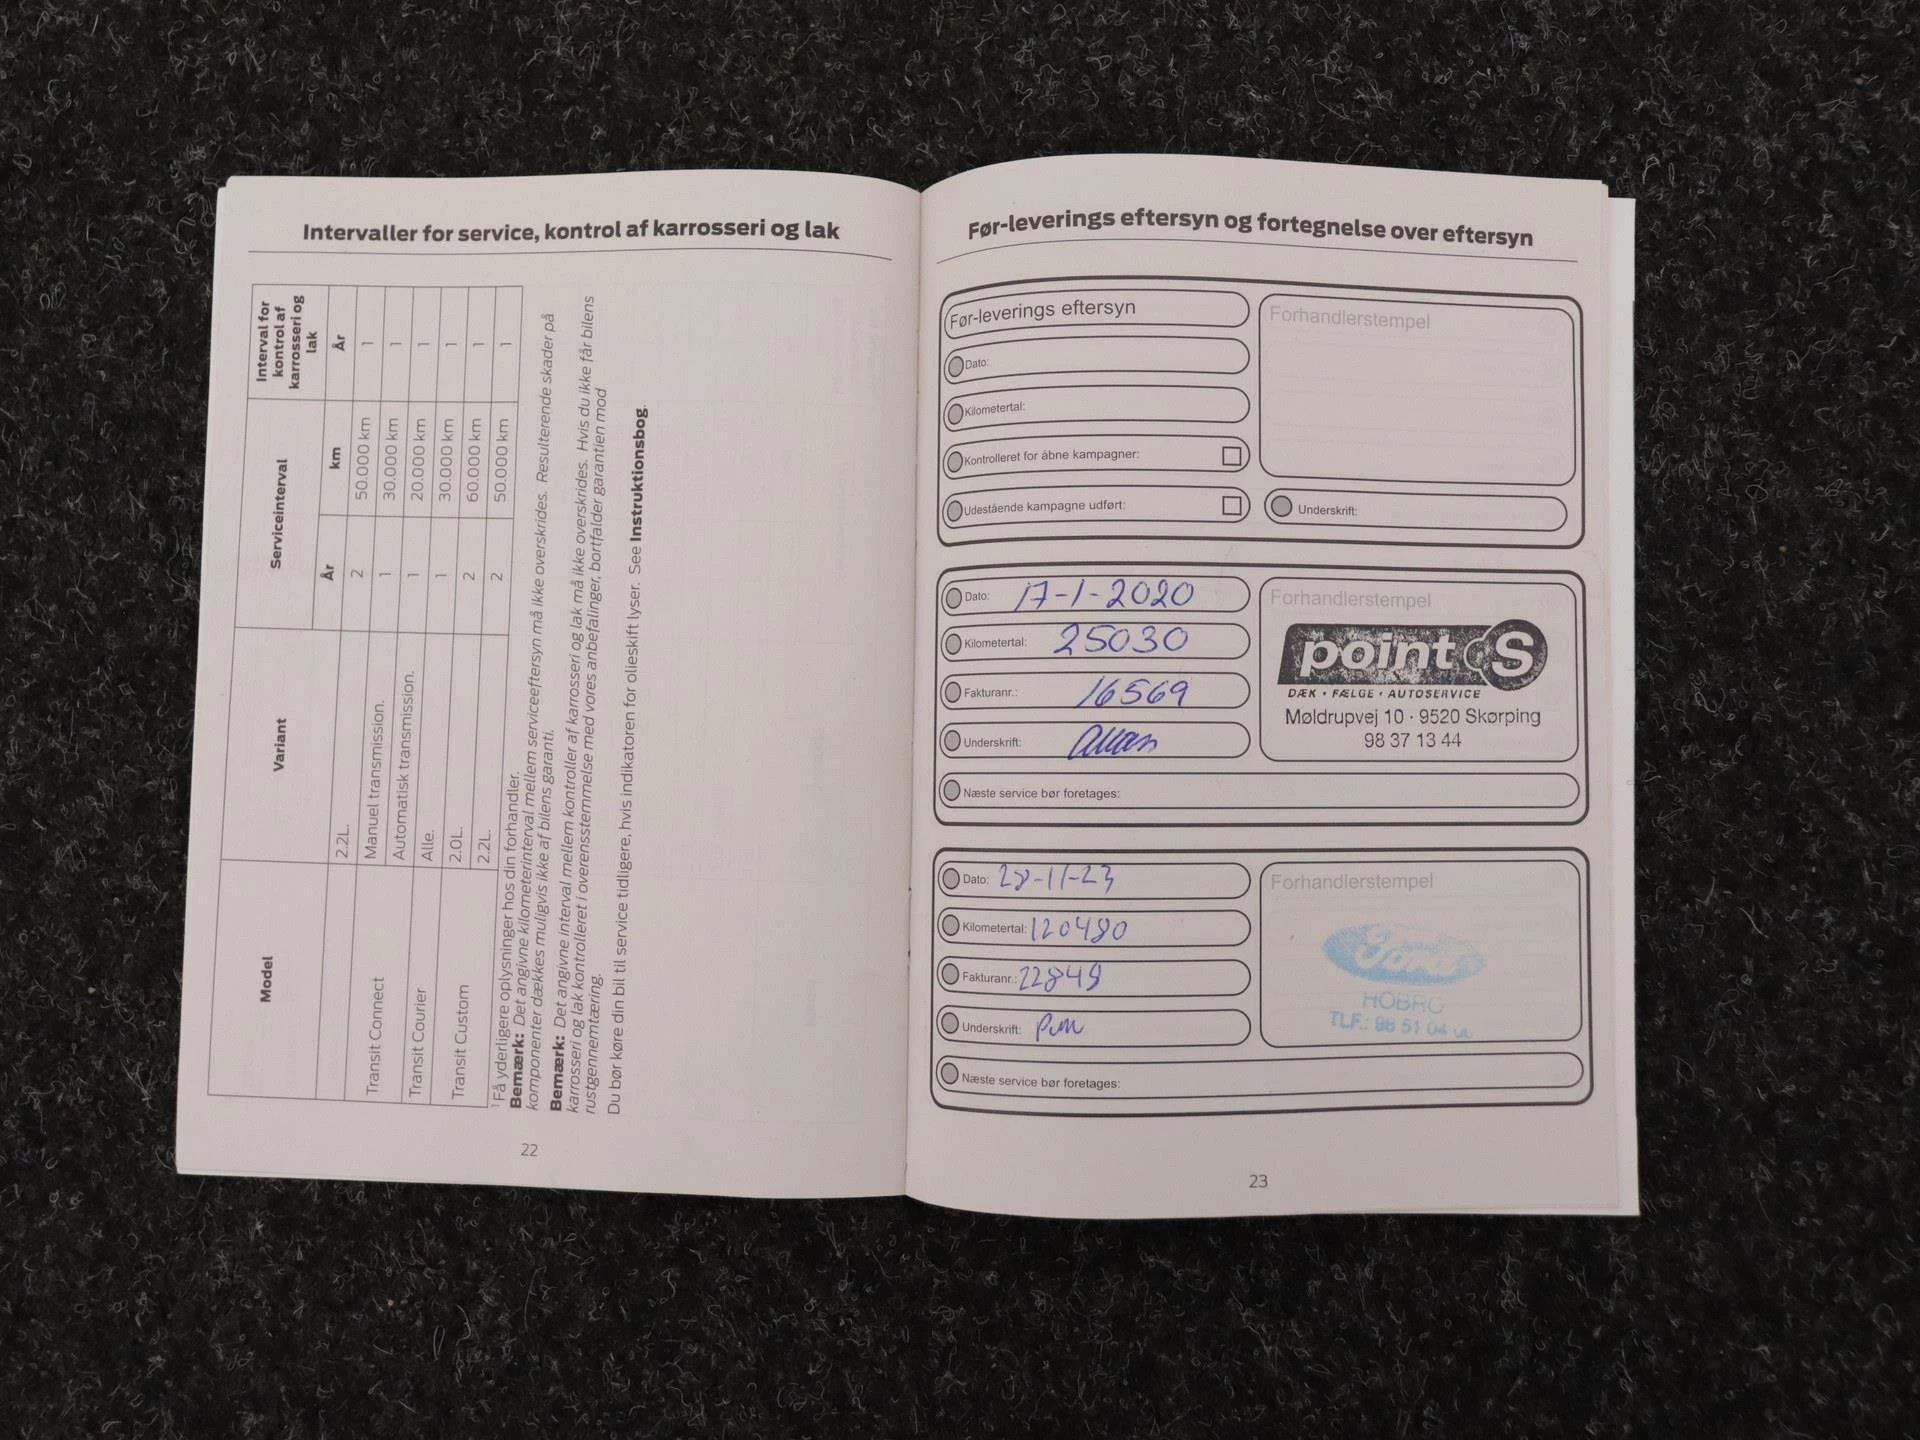 Intervaller for service, kontrol af karrosseri og lak
Model Variant Serviceinterval Interval for kontrol af karrosseri og lak
År km År
2.2L. 2 50.000 km 1
Transit Connect Manuel transmission. 1 30.000 km 1
Automatisk transmission. 1 20.000 km 1
Transit Courier Alle. 1 30.000 km 1
Transit Custom 2.0L. 2 60.000 km 1
2.2L. 2 50.000 km 1
¹ Få yderligere oplysninger hos din forhandler.
Bemærk: Det angivne kilometerinterval mellem serviceeftersyn må ikke overskrides. Resulterende skader på
komponenter dækkes muligvis ikke af bilens garanti.
Bemærk: Det angivne interval mellem kontroller af karrosseri og lak må ikke overskrides. Hvis du ikke får bilens
karrosseri og lak kontrolleret i overensstemmelse med vores anbefalinger, bortfalder garantien mod
rustgennemtæring.
Du bør køre din bil til service tidligere, hvis indikatoren for olieskift lyser. See Instruktionsbog.
22
Før-leverings eftersyn og fortegnelse over eftersyn
Før-leverings eftersyn
Dato:
Kilometertal:
Kontrolleret for åbne kampagner:
Udestående kampagne udført:
Forhandlerstempel
Underskrift:
Dato: 17-1-2020
Kilometertal: 25030
Fakturanr.: 16569
Underskrift: Allan
Næste service bør foretages:
Forhandlerstempel
point S
DÆK · FÆLGE · AUTOSERVICE
Møldrupvej 10 · 9520 Skørping
98 37 13 44
Dato: 28-11-23
Kilometertal: 120480
Fakturanr.: 22848
Underskrift:
Næste service bør foretages:
Forhandlerstempel
Ford
HOBRO
TLF.: 98 51 04
23